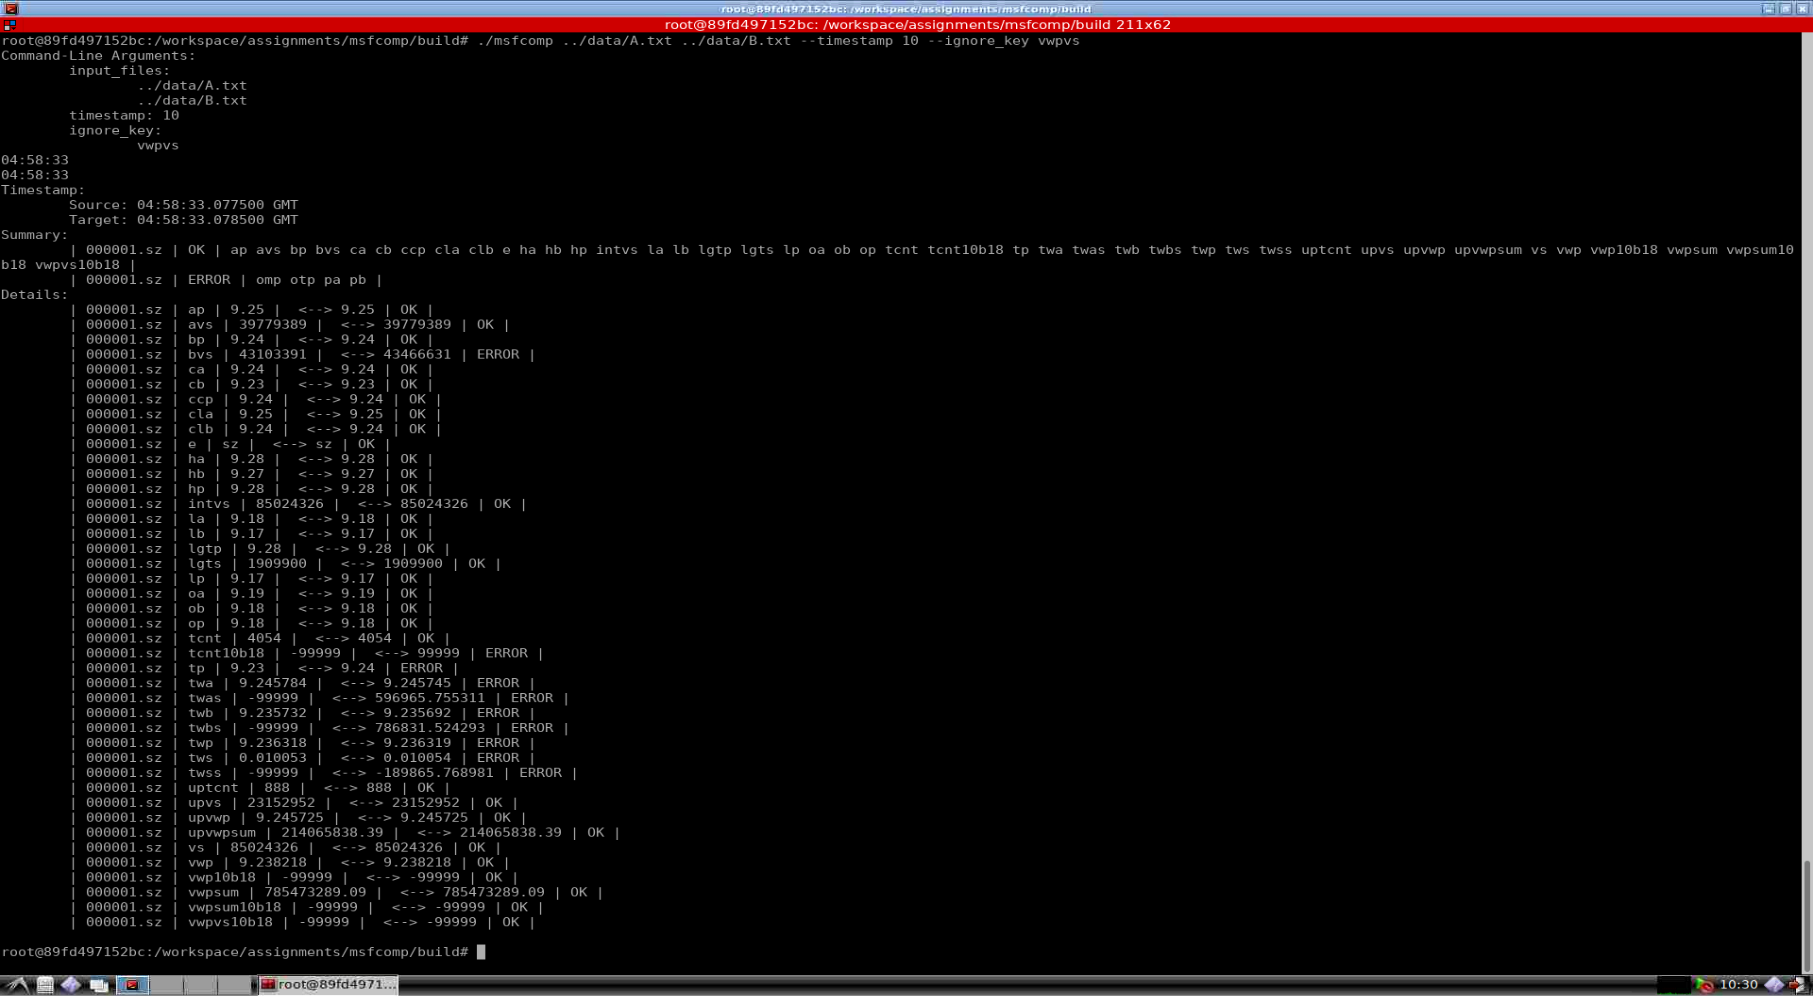 root@89fd497152bc: /workspace/assignments/msfcomp/build
root@89fd497152bc: /workspace/assignments/msfcomp/build 211x62
root@89fd497152bc:/workspace/assignments/msfcomp/build# ./msfcomp ../data/A.txt ../data/B.txt --timestamp 10 --ignore_key vwpvs
Command-Line Arguments:
input_files:
../data/A.txt
../data/B.txt
timestamp: 10
ignore_key:
vwpvs
04:58:33
04:58:33
Timestamp:
Source: 04:58:33.077500 GMT
Target: 04:58:33.078500 GMT
Summary:
| 000001.sz | OK | ap avs bp bvs ca cb ccp cla clb e ha hb hp intvs la lb lgtp lgts lp oa ob op tcnt tcnt10b18 tp twa twas twb twbs twp tws twss uptcnt upvs upvwp upvwpsum vs vwp vwp10b18 vwpsum vwpsum10
b18 vwpvs10b18 |
| 000001.sz | ERROR | omp otp pa pb |
Details:
| 000001.sz | ap | 9.25 | <--> 9.25 | OK |
| 000001.sz | avs | 39779389 | <--> 39779389 | OK |
| 000001.sz | bp | 9.24 | <--> 9.24 | OK |
| 000001.sz | bvs | 43103391 | <--> 43466631 | ERROR |
| 000001.sz | ca | 9.24 | <--> 9.24 | OK |
| 000001.sz | cb | 9.23 | <--> 9.23 | OK |
| 000001.sz | ccp | 9.24 | <--> 9.24 | OK |
| 000001.sz | cla | 9.25 | <--> 9.25 | OK |
| 000001.sz | clb | 9.24 | <--> 9.24 | OK |
| 000001.sz | e | sz | <--> sz | OK |
| 000001.sz | ha | 9.28 | <--> 9.28 | OK |
| 000001.sz | hb | 9.27 | <--> 9.27 | OK |
| 000001.sz | hp | 9.28 | <--> 9.28 | OK |
| 000001.sz | intvs | 85024326 | <--> 85024326 | OK |
| 000001.sz | la | 9.18 | <--> 9.18 | OK |
| 000001.sz | lb | 9.17 | <--> 9.17 | OK |
| 000001.sz | lgtp | 9.28 | <--> 9.28 | OK |
| 000001.sz | lgts | 1909900 | <--> 1909900 | OK |
| 000001.sz | lp | 9.17 | <--> 9.17 | OK |
| 000001.sz | oa | 9.19 | <--> 9.19 | OK |
| 000001.sz | ob | 9.18 | <--> 9.18 | OK |
| 000001.sz | op | 9.18 | <--> 9.18 | OK |
| 000001.sz | tcnt | 4054 | <--> 4054 | OK |
| 000001.sz | tcnt10b18 | -99999 | <--> 99999 | ERROR |
| 000001.sz | tp | 9.23 | <--> 9.24 | ERROR |
| 000001.sz | twa | 9.245784 | <--> 9.245745 | ERROR |
| 000001.sz | twas | -99999 | <--> 596965.755311 | ERROR |
| 000001.sz | twb | 9.235732 | <--> 9.235692 | ERROR |
| 000001.sz | twbs | -99999 | <--> 786831.524293 | ERROR |
| 000001.sz | twp | 9.236318 | <--> 9.236319 | ERROR |
| 000001.sz | tws | 0.010053 | <--> 0.010054 | ERROR |
| 000001.sz | twss | -99999 | <--> -189865.768981 | ERROR |
| 000001.sz | uptcnt | 888 | <--> 888 | OK |
| 000001.sz | upvs | 23152952 | <--> 23152952 | OK |
| 000001.sz | upvwp | 9.245725 | <--> 9.245725 | OK |
| 000001.sz | upvwpsum | 214065838.39 | <--> 214065838.39 | OK |
| 000001.sz | vs | 85024326 | <--> 85024326 | OK |
| 000001.sz | vwp | 9.238218 | <--> 9.238218 | OK |
| 000001.sz | vwp10b18 | -99999 | <--> -99999 | OK |
| 000001.sz | vwpsum | 785473289.09 | <--> 785473289.09 | OK |
| 000001.sz | vwpsum10b18 | -99999 | <--> -99999 | OK |
| 000001.sz | vwpvs10b18 | -99999 | <--> -99999 | OK |
root@89fd497152bc:/workspace/assignments/msfcomp/build#
root@89fd4971...
10:30